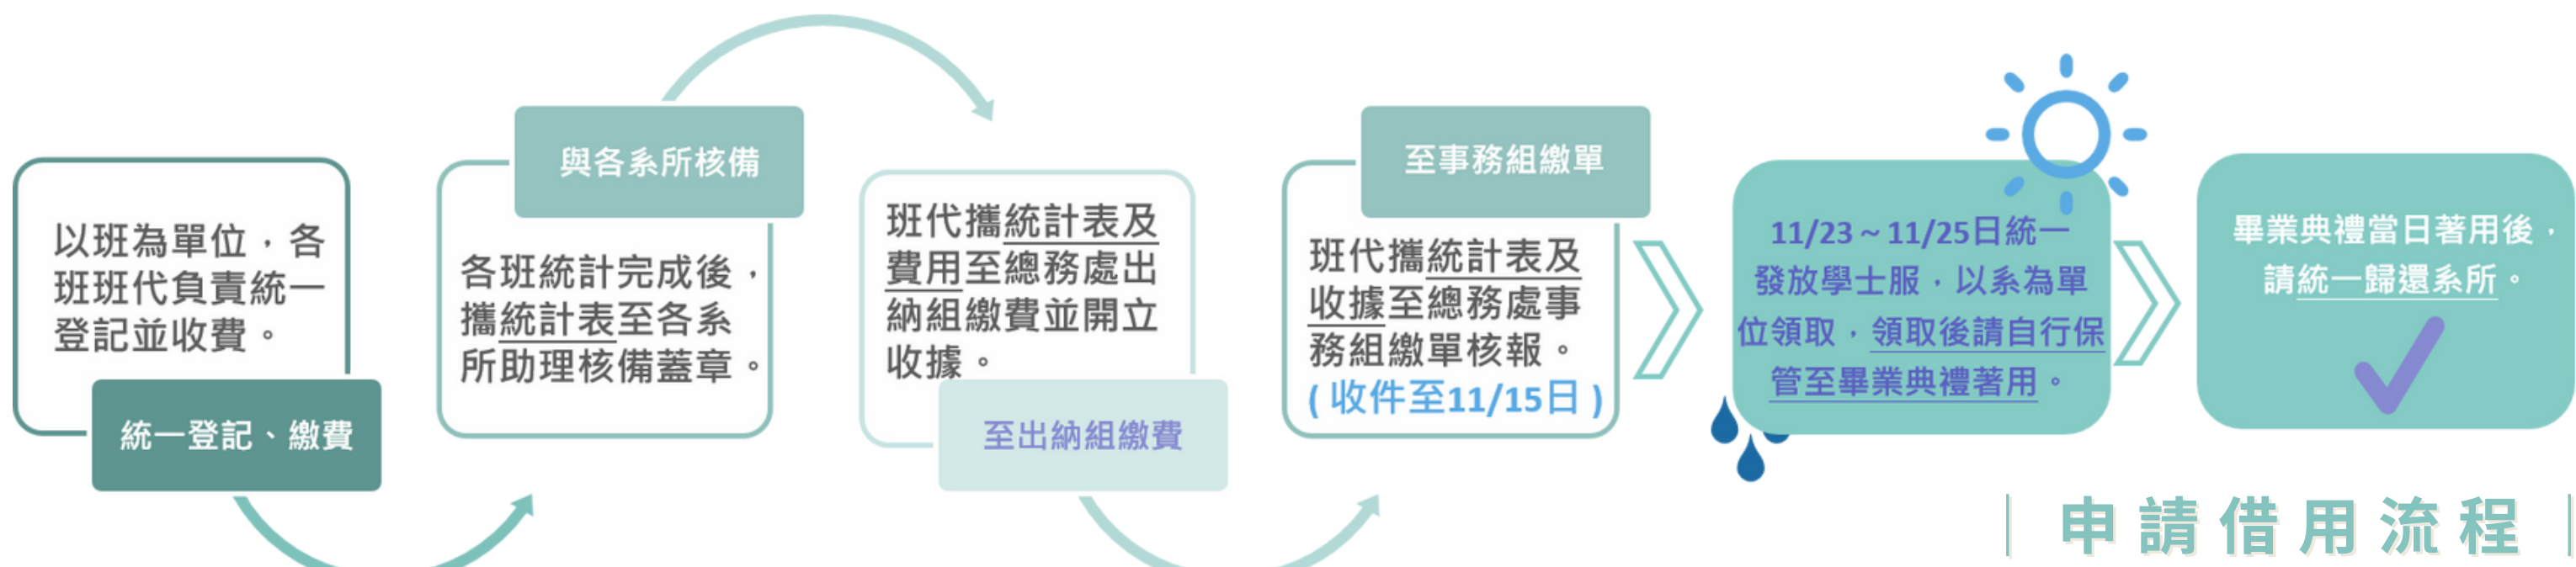 以班為單位，各
班班代負責統一
登記並收費。
統一登記、繳費
與各系所核備
各班統計完成後，
攜統計表至各系
所助理核備蓋章。
班代攜統計表及
費用至總務處出
納組繳費並開立
收據。
至出納組繳費
至事務組繳單
班代攜統計表及
收據至總務處事
務組繳單核報。
( 收件至11/15日 )
11/23～11/25日統一
發放學士服，以系為單
位領取，領取後請自行保
管至畢業典禮著用。
畢業典禮當日著用後，
請統一歸還系所。
申請借用流程